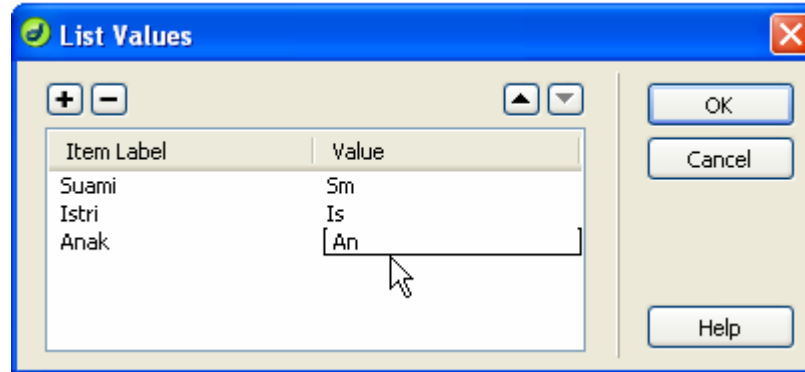 List Values
OK
Item Label Value
Cancel
Suami Sm
Istri Is
Anak An
Help